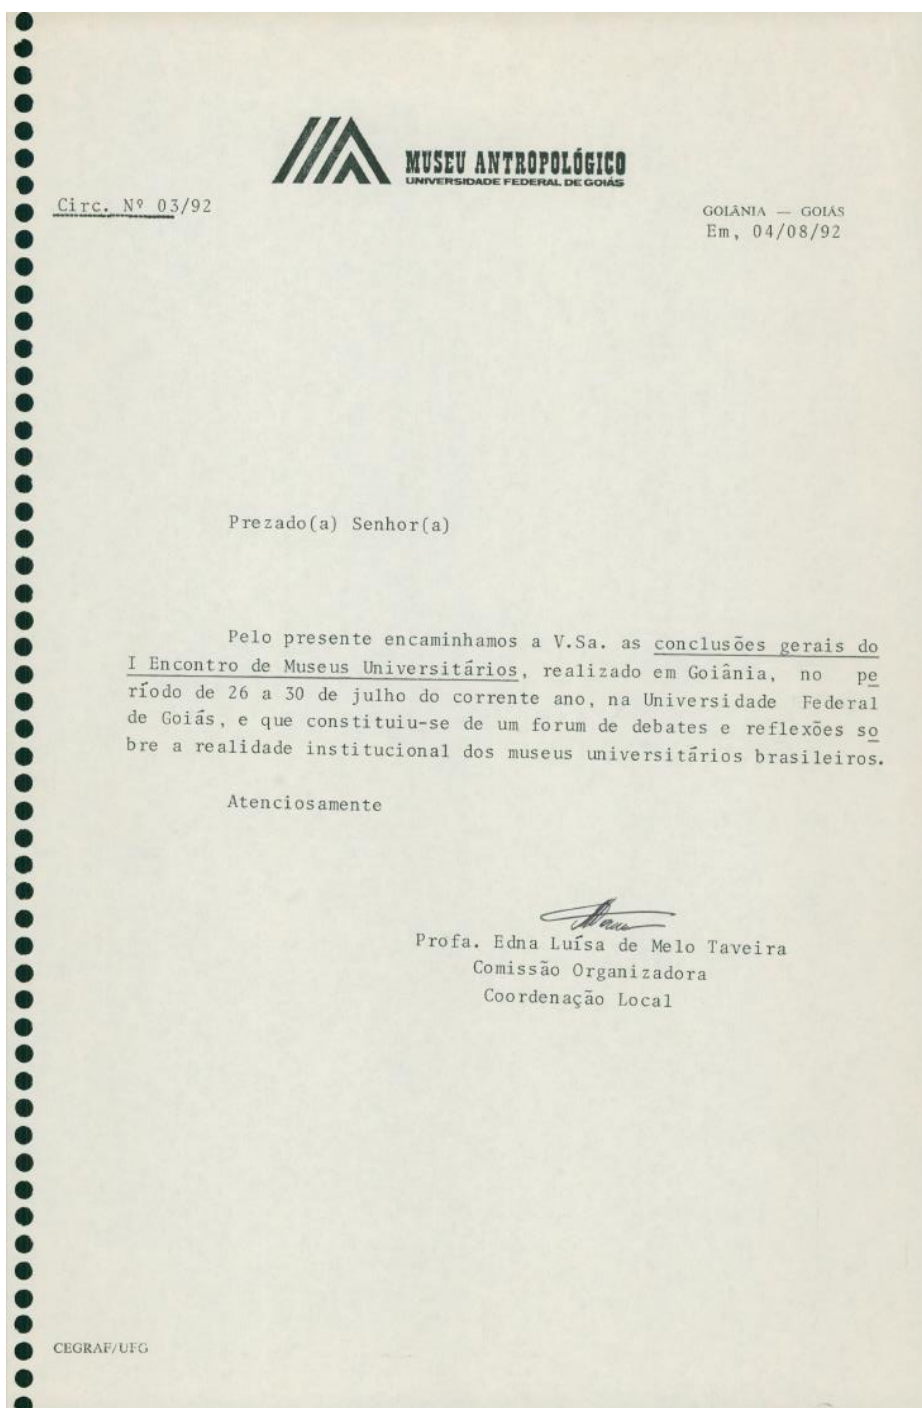 MUSEU ANTROPOLÓGICO
UNIVERSIDADE FEDERAL DE GOIÁS
Circ. Nº 03/92
GOIÂNIA — GOIÁS
Em, 04/08/92
Prezado(a) Senhor(a)
Pelo presente encaminhamos a V.Sa. as conclusões gerais do
I Encontro de Museus Universitários, realizado em Goiânia, no pe
ríodo de 26 a 30 de julho do corrente ano, na Universidade Federal
de Goiás, e que constituiu-se de um forum de debates e reflexões so
bre a realidade institucional dos museus universitários brasileiros.
Atenciosamente
Profa. Edna Luísa de Melo Taveira
Comissão Organizadora
Coordenação Local
CEGRAF/UFG